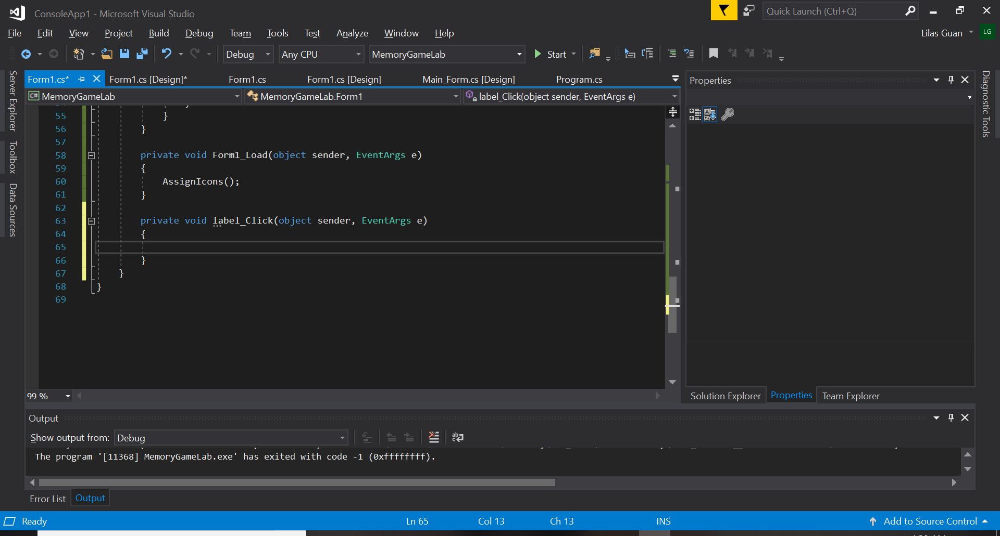 ConsoleApp1 - Microsoft Visual Studio
Quick Launch (Ctrl+Q)
File Edit View Project Build Debug Team Tools Test Analyze Window Help
Lilas Guan LG
Debug Any CPU MemoryGameLab Start
Server Explorer
Toolbox
Data Sources
Form1.cs* Form1.cs [Design]* Form1.cs Form1.cs [Design] Main_Form.cs [Design] Program.cs
C# MemoryGameLab MemoryGameLab.Form1 label_Click(object sender, EventArgs e)
55 }
56 }
57
58 private void Form1_Load(object sender, EventArgs e)
59 {
60 AssignIcons();
61 }
62
63 private void label_Click(object sender, EventArgs e)
64 {
65
66 }
67 }
68 }
69
99 %
Properties
Diagnostic Tools
Solution Explorer Properties Team Explorer
Output
Show output from: Debug
The program '[11368] MemoryGameLab.exe' has exited with code -1 (0xffffffff).
Error List Output
Ready Ln 65 Col 13 Ch 13 INS Add to Source Control